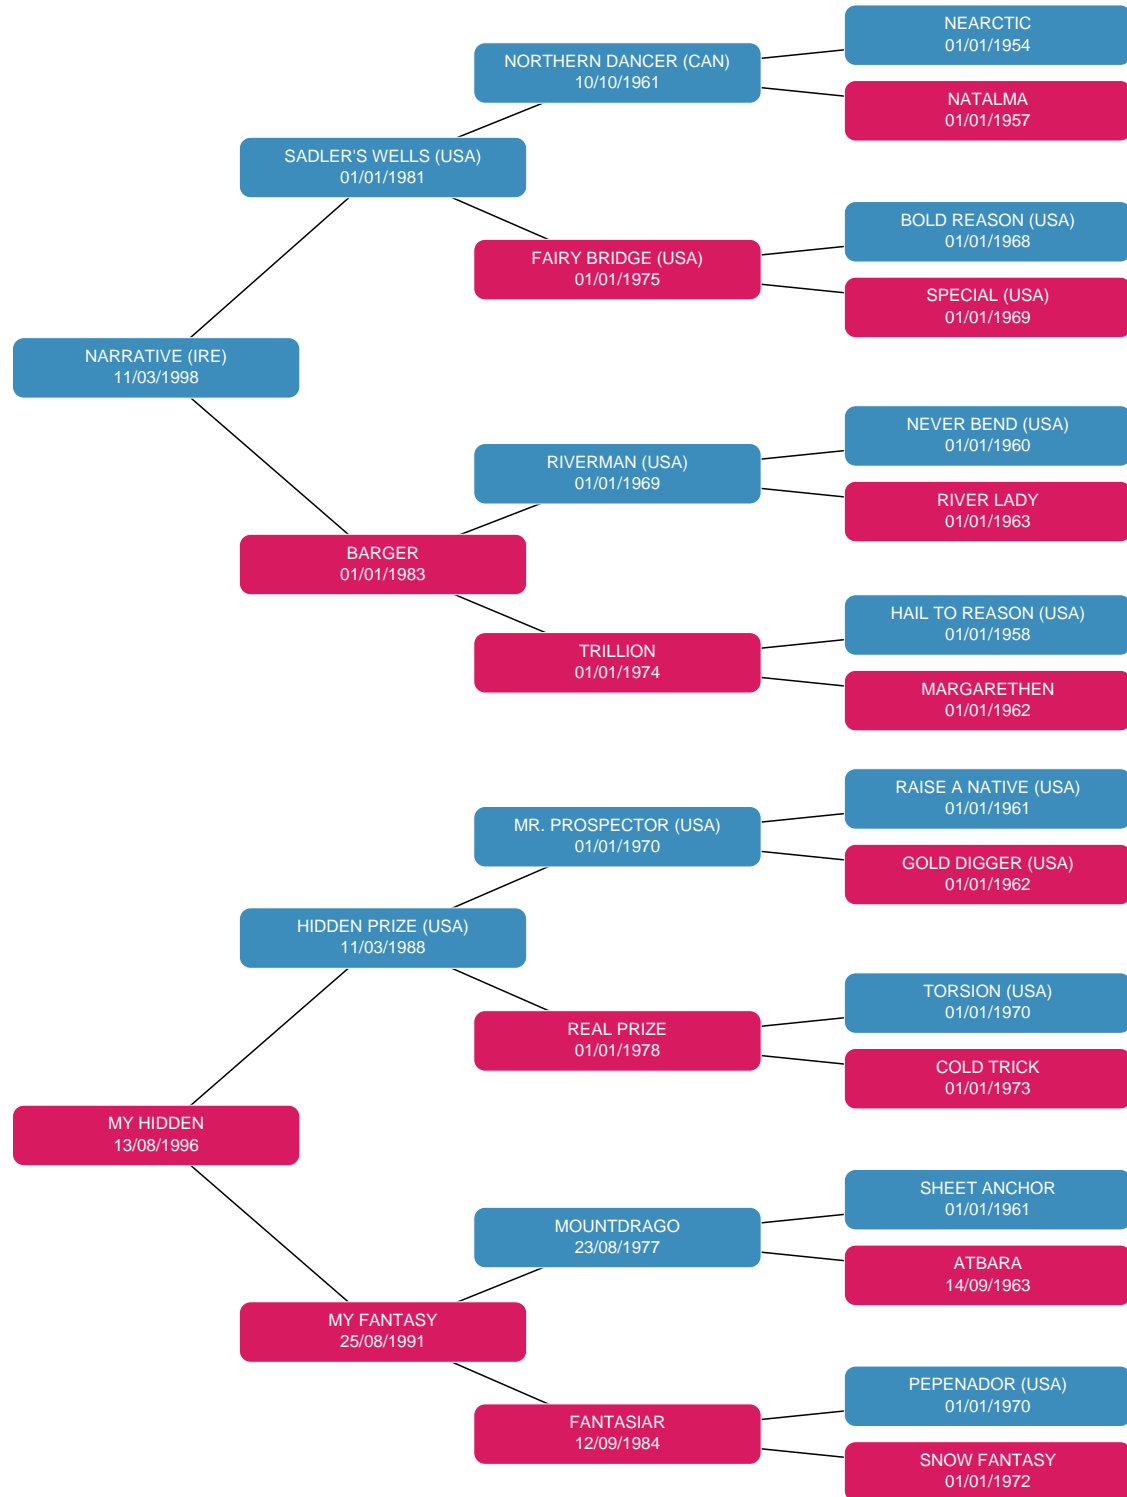 NEARCTIC
01/01/1954
NORTHERN DANCER (CAN)
10/10/1961
NATALMA
01/01/1957
SADLER'S WELLS (USA)
01/01/1981
BOLD REASON (USA)
01/01/1968
FAIRY BRIDGE (USA)
01/01/1975
SPECIAL (USA)
01/01/1969
NARRATIVE (IRE)
11/03/1998
NEVER BEND (USA)
01/01/1960
RIVERMAN (USA)
01/01/1969
RIVER LADY
01/01/1963
BARGER
01/01/1983
HAIL TO REASON (USA)
01/01/1958
TRILLION
01/01/1974
MARGARETHEN
01/01/1962
RAISE A NATIVE (USA)
01/01/1961
MR. PROSPECTOR (USA)
01/01/1970
GOLD DIGGER (USA)
01/01/1962
HIDDEN PRIZE (USA)
11/03/1988
TORSION (USA)
01/01/1970
REAL PRIZE
01/01/1978
COLD TRICK
01/01/1973
MY HIDDEN
13/08/1996
SHEET ANCHOR
01/01/1961
MOUNTDRAGO
23/08/1977
ATBARA
14/09/1963
MY FANTASY
25/08/1991
PEPENADOR (USA)
01/01/1970
FANTASIAR
12/09/1984
SNOW FANTASY
01/01/1972